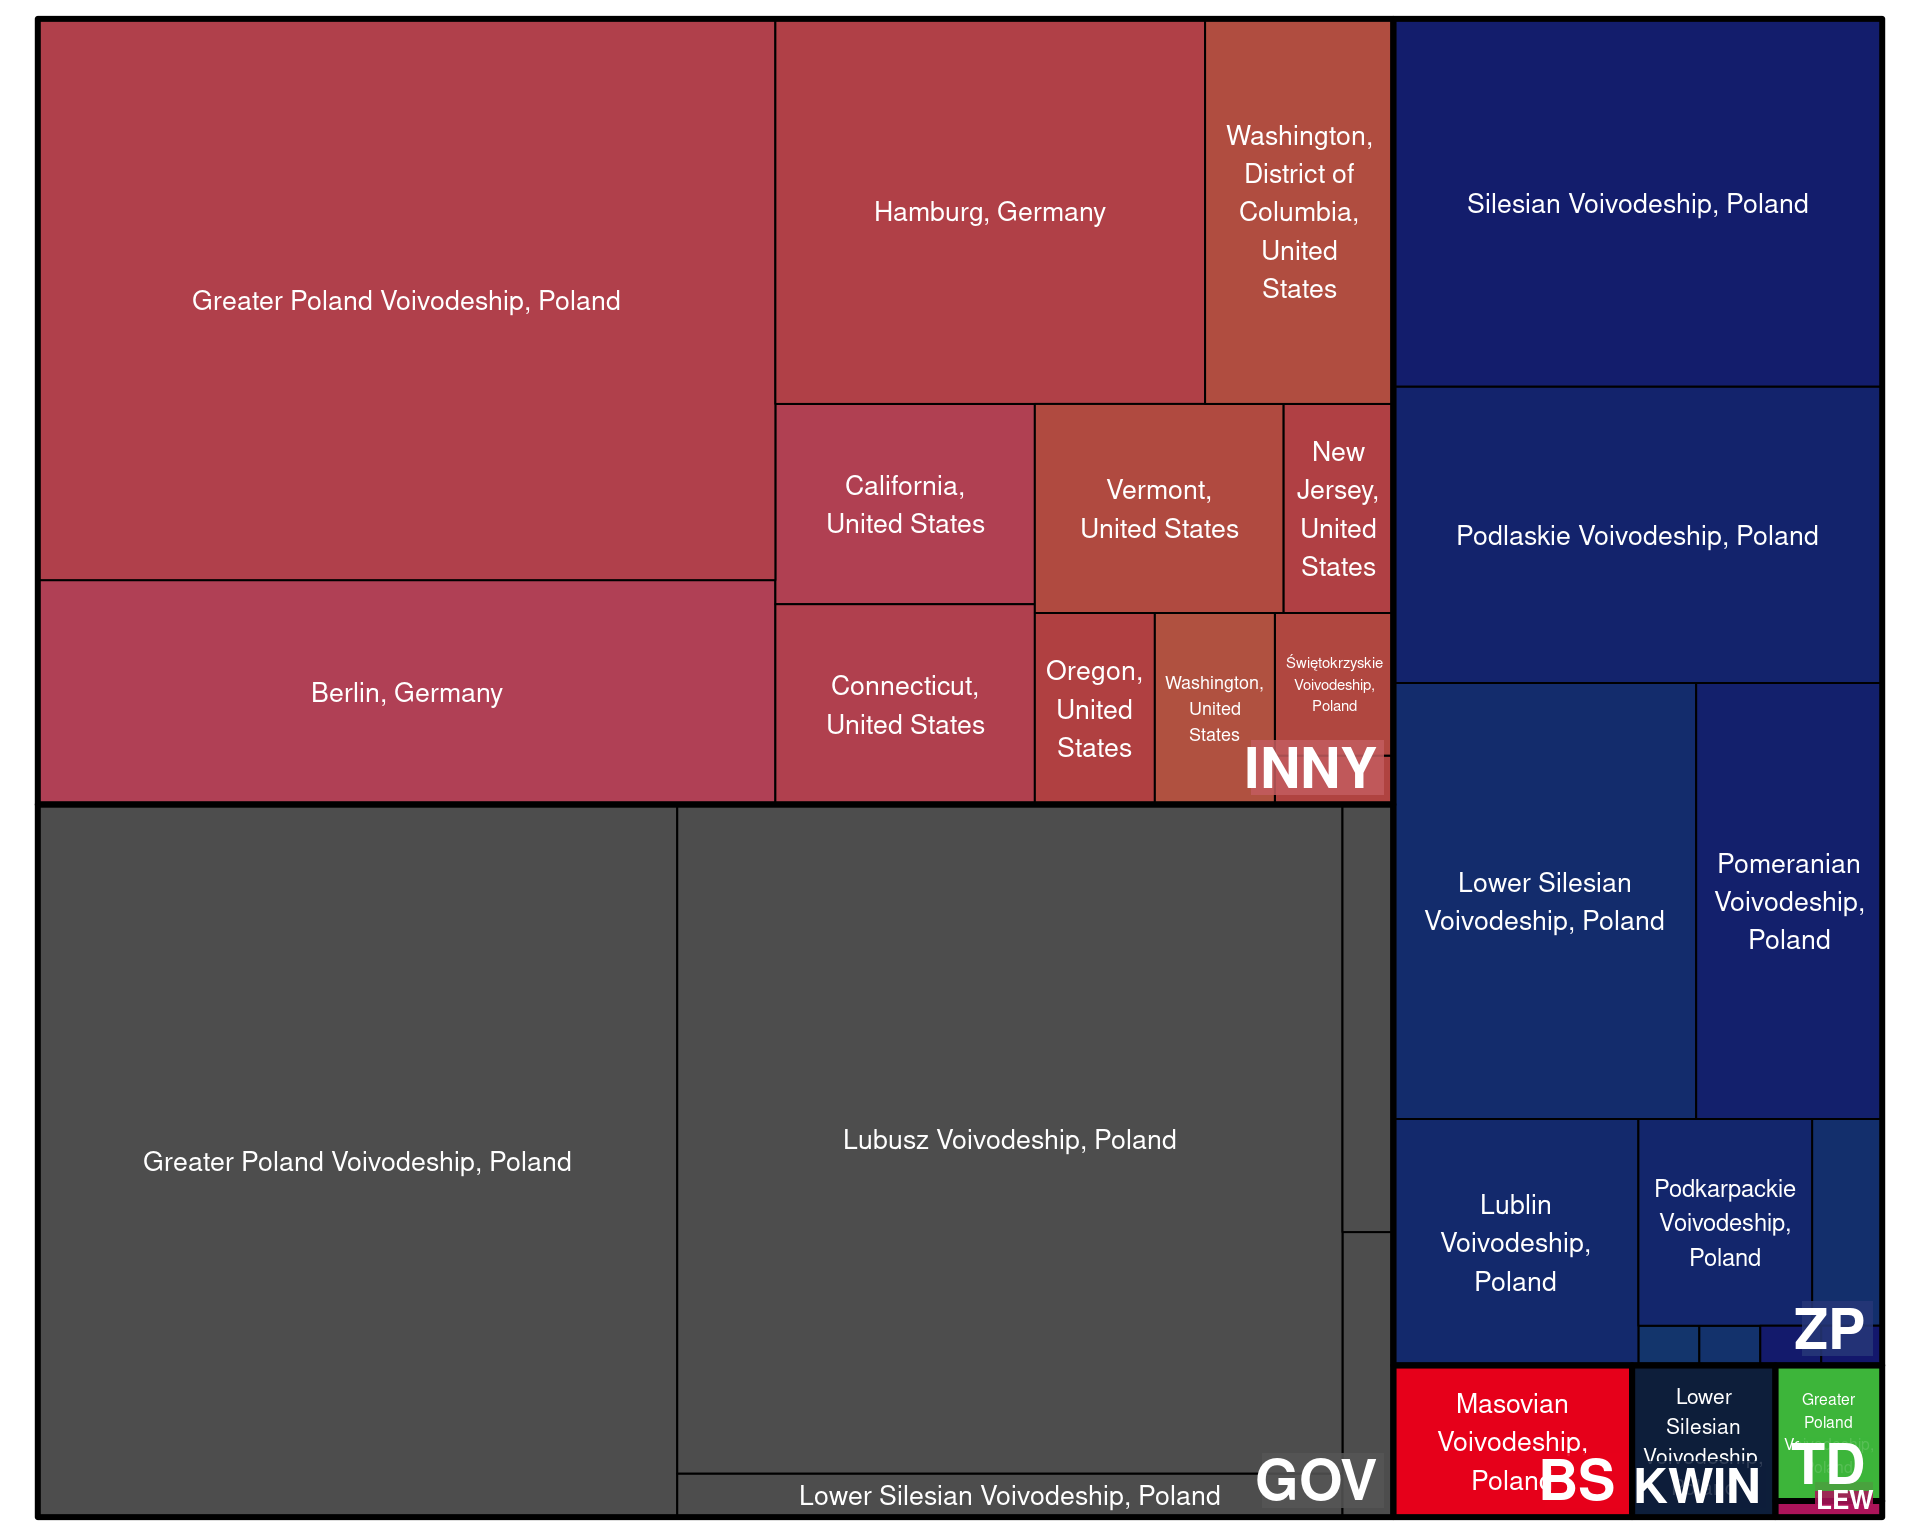 Greater Poland Voivodeship, Poland
Berlin, Germany
Hamburg, Germany
Washington,
District of
Columbia,
United
States
California,
United States
Connecticut,
United States
Vermont,
United States
New
Jersey,
United
States
Oregon,
United
States
Washington,
United
States
Świętokrzyskie
Voivodeship,
Poland
INNY
Greater Poland Voivodeship, Poland
Lubusz Voivodeship, Poland
Lower Silesian Voivodeship, Poland
GOV
Silesian Voivodeship, Poland
Podlaskie Voivodeship, Poland
Lower Silesian
Voivodeship, Poland
Pomeranian
Voivodeship,
Poland
Lublin
Voivodeship,
Poland
Podkarpackie
Voivodeship,
Poland
ZP
Masovian
Voivodeship,
Poland
BS
Lower
Silesian
Voivodeship,
KWIN
Greater
Poland
TD
LEW